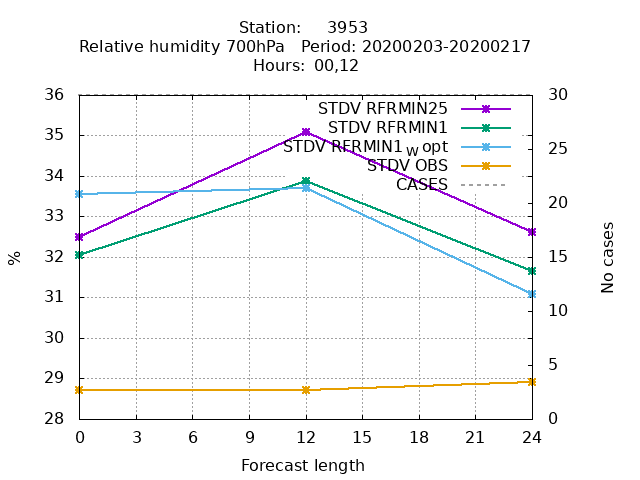 Station: 3953
Relative humidity 700hPa Period: 20200203-20200217
Hours: 00,12
STDV RFRMIN25
STDV RFRMIN1
STDV RFRMIN1 w opt
STDV OBS
CASES
36
35
34
33
32
31
30
29
28
%
30
25
20
15
10
5
0
No cases
0 3 6 9 12 15 18 21 24
Forecast length